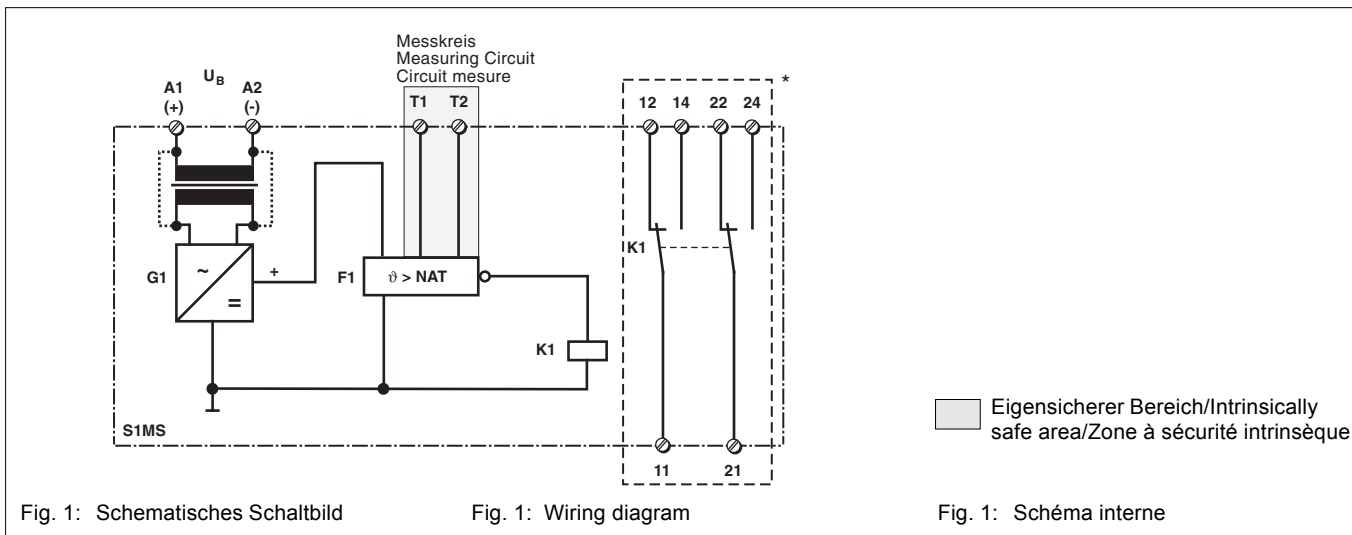 Messkreis
Measuring Circuit
Circuit mesure
U_B
A1
(+)
A2
(-)
T1
T2
12
14
22
24
*
G1
~
=
+
F1
ϑ > NAT
K1
K1
S1MS
11
21
Eigensicherer Bereich/Intrinsically
safe area/Zone à sécurité intrinsèque
Fig. 1: Schematisches Schaltbild
Fig. 1: Wiring diagram
Fig. 1: Schéma interne